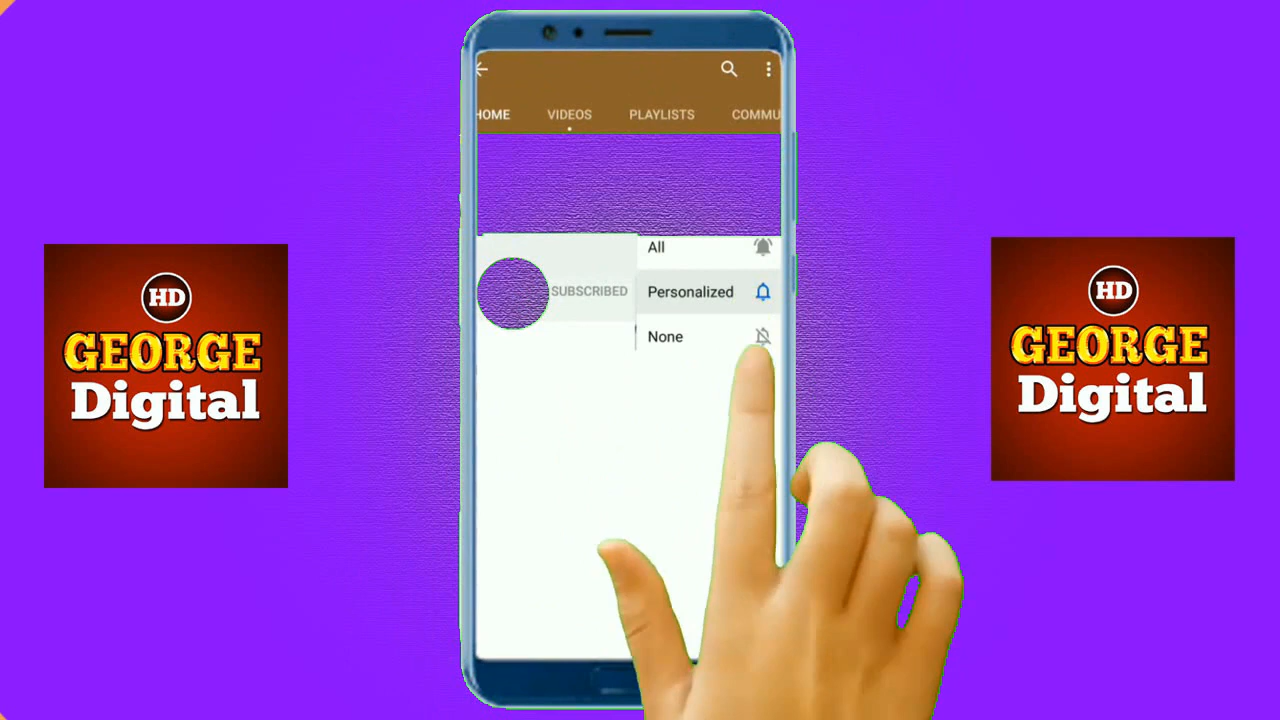 HOME VIDEOS PLAYLISTS COMMU
All
SUBSCRIBED
Personalized
None
HD
GEORGE
Digital
HD
GEORGE
Digital